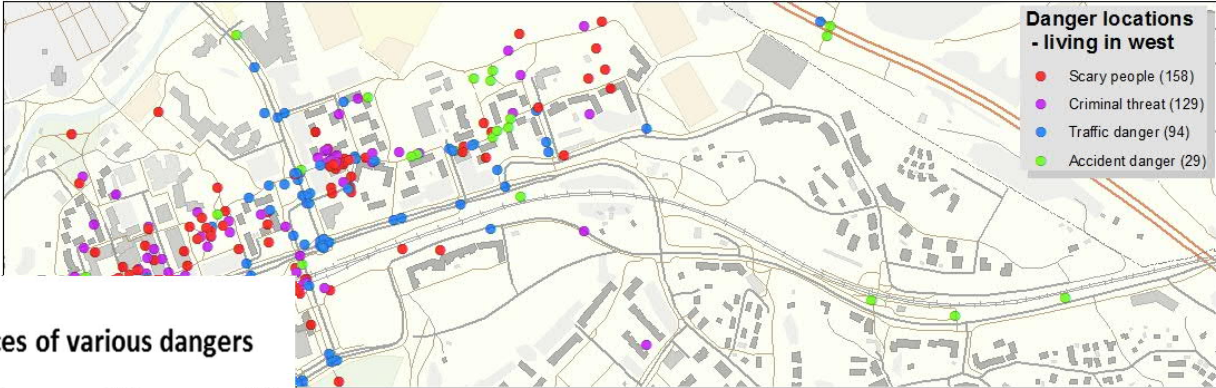 Danger locations
- living in west
Scary people (158)
Criminal threat (129)
Traffic danger (94)
Accident danger (29)
of various dangers